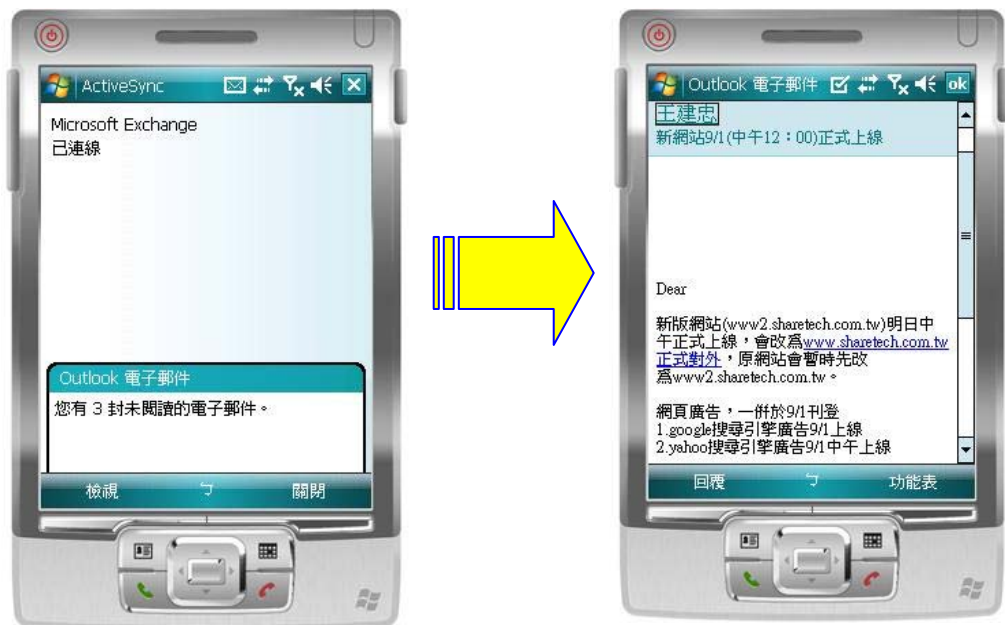 ActiveSync
Microsoft Exchange
已連線
Outlook 電子郵件
您有 3 封未閱讀的電子郵件。
檢視 ㄅ 關閉
Outlook 電子郵件 ok
王建忠
新網站9/1(中午12：00)正式上線
Dear
新版網站(www2.sharetech.com.tw)明日中
午正式上線，會改為www.sharetech.com.tw
正式對外，原網站會暫時先改
為www2.sharetech.com.tw。
網頁廣告，一併於9/1刊登
1.google搜尋引擎廣告9/1上線
2.yahoo搜尋引擎廣告9/1中午上線
回覆 ㄅ 功能表